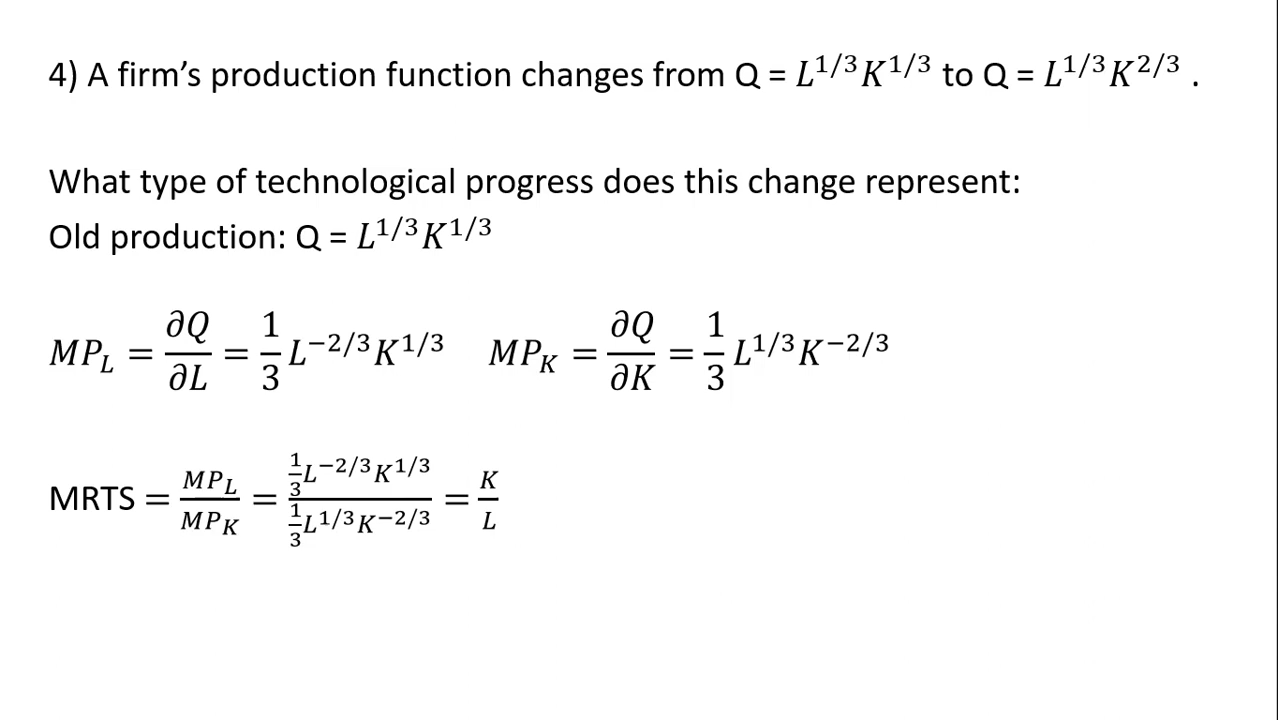 4) A firm’s production function changes from Q = L^{1/3}K^{1/3} to Q = L^{1/3}K^{2/3} .
What type of technological progress does this change represent:
Old production: Q = L^{1/3}K^{1/3}
MP_L = ∂Q/∂L = 1/3 L^{−2/3}K^{1/3} MP_K = ∂Q/∂K = 1/3 L^{1/3}K^{−2/3}
MRTS = MP_L/MP_K = (1/3 L^{−2/3}K^{1/3})/(1/3 L^{1/3}K^{−2/3}) = K/L